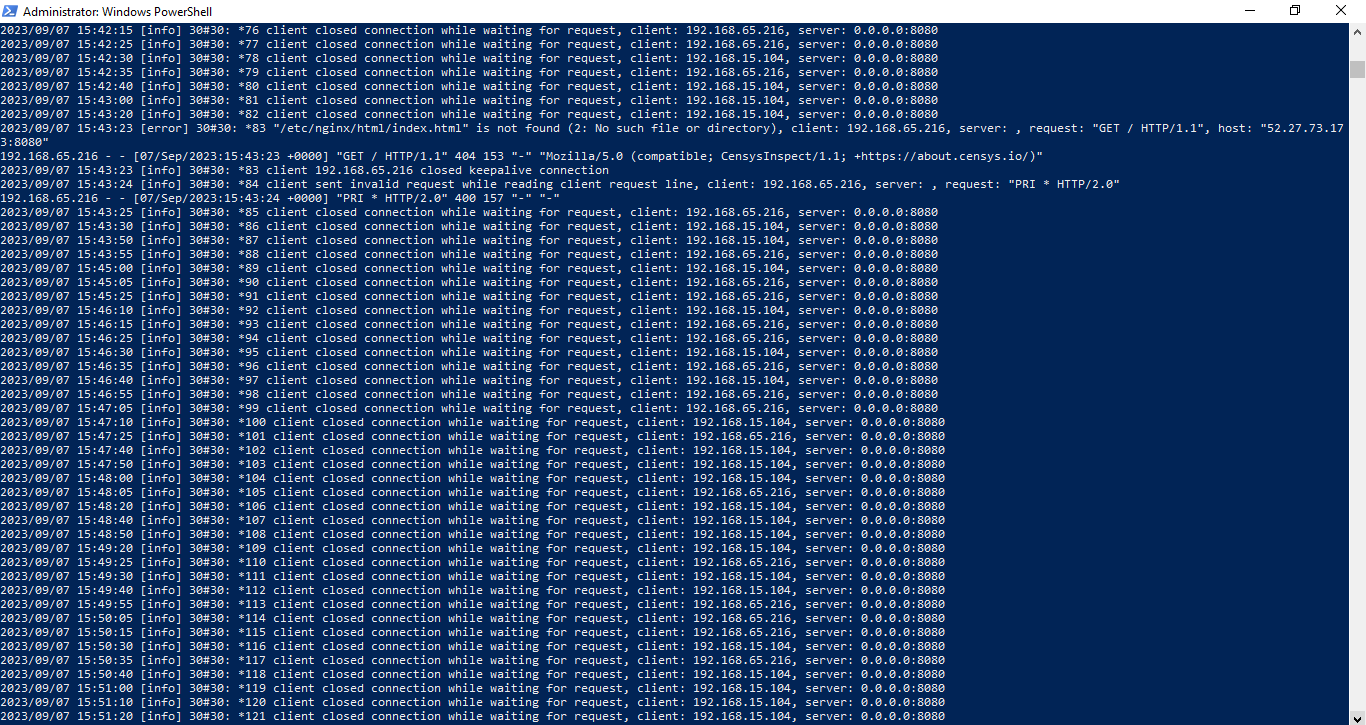 Administrator: Windows PowerShell
2023/09/07 15:42:15 [info] 30#30: *76 client closed connection while waiting for request, client: 192.168.65.216, server: 0.0.0.0:8080
2023/09/07 15:42:25 [info] 30#30: *77 client closed connection while waiting for request, client: 192.168.65.216, server: 0.0.0.0:8080
2023/09/07 15:42:30 [info] 30#30: *78 client closed connection while waiting for request, client: 192.168.15.104, server: 0.0.0.0:8080
2023/09/07 15:42:35 [info] 30#30: *79 client closed connection while waiting for request, client: 192.168.65.216, server: 0.0.0.0:8080
2023/09/07 15:42:40 [info] 30#30: *80 client closed connection while waiting for request, client: 192.168.15.104, server: 0.0.0.0:8080
2023/09/07 15:43:00 [info] 30#30: *81 client closed connection while waiting for request, client: 192.168.15.104, server: 0.0.0.0:8080
2023/09/07 15:43:20 [info] 30#30: *82 client closed connection while waiting for request, client: 192.168.15.104, server: 0.0.0.0:8080
2023/09/07 15:43:23 [error] 30#30: *83 "/etc/nginx/html/index.html" is not found (2: No such file or directory), client: 192.168.65.216, server: , request: "GET / HTTP/1.1", host: "52.27.73.17
3:8080"
192.168.65.216 - - [07/Sep/2023:15:43:23 +0000] "GET / HTTP/1.1" 404 153 "-" "Mozilla/5.0 (compatible; CensysInspect/1.1; +https://about.censys.io/)"
2023/09/07 15:43:23 [info] 30#30: *83 client 192.168.65.216 closed keepalive connection
2023/09/07 15:43:24 [info] 30#30: *84 client sent invalid request while reading client request line, client: 192.168.65.216, server: , request: "PRI * HTTP/2.0"
192.168.65.216 - - [07/Sep/2023:15:43:24 +0000] "PRI * HTTP/2.0" 400 157 "-" "-"
2023/09/07 15:43:25 [info] 30#30: *85 client closed connection while waiting for request, client: 192.168.65.216, server: 0.0.0.0:8080
2023/09/07 15:43:30 [info] 30#30: *86 client closed connection while waiting for request, client: 192.168.15.104, server: 0.0.0.0:8080
2023/09/07 15:43:50 [info] 30#30: *87 client closed connection while waiting for request, client: 192.168.15.104, server: 0.0.0.0:8080
2023/09/07 15:43:55 [info] 30#30: *88 client closed connection while waiting for request, client: 192.168.65.216, server: 0.0.0.0:8080
2023/09/07 15:45:00 [info] 30#30: *89 client closed connection while waiting for request, client: 192.168.15.104, server: 0.0.0.0:8080
2023/09/07 15:45:05 [info] 30#30: *90 client closed connection while waiting for request, client: 192.168.65.216, server: 0.0.0.0:8080
2023/09/07 15:45:25 [info] 30#30: *91 client closed connection while waiting for request, client: 192.168.65.216, server: 0.0.0.0:8080
2023/09/07 15:46:10 [info] 30#30: *92 client closed connection while waiting for request, client: 192.168.15.104, server: 0.0.0.0:8080
2023/09/07 15:46:15 [info] 30#30: *93 client closed connection while waiting for request, client: 192.168.65.216, server: 0.0.0.0:8080
2023/09/07 15:46:25 [info] 30#30: *94 client closed connection while waiting for request, client: 192.168.65.216, server: 0.0.0.0:8080
2023/09/07 15:46:30 [info] 30#30: *95 client closed connection while waiting for request, client: 192.168.15.104, server: 0.0.0.0:8080
2023/09/07 15:46:35 [info] 30#30: *96 client closed connection while waiting for request, client: 192.168.65.216, server: 0.0.0.0:8080
2023/09/07 15:46:40 [info] 30#30: *97 client closed connection while waiting for request, client: 192.168.15.104, server: 0.0.0.0:8080
2023/09/07 15:46:55 [info] 30#30: *98 client closed connection while waiting for request, client: 192.168.65.216, server: 0.0.0.0:8080
2023/09/07 15:47:05 [info] 30#30: *99 client closed connection while waiting for request, client: 192.168.65.216, server: 0.0.0.0:8080
2023/09/07 15:47:10 [info] 30#30: *100 client closed connection while waiting for request, client: 192.168.15.104, server: 0.0.0.0:8080
2023/09/07 15:47:25 [info] 30#30: *101 client closed connection while waiting for request, client: 192.168.65.216, server: 0.0.0.0:8080
2023/09/07 15:47:40 [info] 30#30: *102 client closed connection while waiting for request, client: 192.168.15.104, server: 0.0.0.0:8080
2023/09/07 15:47:50 [info] 30#30: *103 client closed connection while waiting for request, client: 192.168.15.104, server: 0.0.0.0:8080
2023/09/07 15:48:00 [info] 30#30: *104 client closed connection while waiting for request, client: 192.168.15.104, server: 0.0.0.0:8080
2023/09/07 15:48:05 [info] 30#30: *105 client closed connection while waiting for request, client: 192.168.65.216, server: 0.0.0.0:8080
2023/09/07 15:48:20 [info] 30#30: *106 client closed connection while waiting for request, client: 192.168.15.104, server: 0.0.0.0:8080
2023/09/07 15:48:40 [info] 30#30: *107 client closed connection while waiting for request, client: 192.168.15.104, server: 0.0.0.0:8080
2023/09/07 15:48:50 [info] 30#30: *108 client closed connection while waiting for request, client: 192.168.15.104, server: 0.0.0.0:8080
2023/09/07 15:49:20 [info] 30#30: *109 client closed connection while waiting for request, client: 192.168.15.104, server: 0.0.0.0:8080
2023/09/07 15:49:25 [info] 30#30: *110 client closed connection while waiting for request, client: 192.168.65.216, server: 0.0.0.0:8080
2023/09/07 15:49:30 [info] 30#30: *111 client closed connection while waiting for request, client: 192.168.15.104, server: 0.0.0.0:8080
2023/09/07 15:49:40 [info] 30#30: *112 client closed connection while waiting for request, client: 192.168.15.104, server: 0.0.0.0:8080
2023/09/07 15:49:55 [info] 30#30: *113 client closed connection while waiting for request, client: 192.168.65.216, server: 0.0.0.0:8080
2023/09/07 15:50:05 [info] 30#30: *114 client closed connection while waiting for request, client: 192.168.65.216, server: 0.0.0.0:8080
2023/09/07 15:50:15 [info] 30#30: *115 client closed connection while waiting for request, client: 192.168.65.216, server: 0.0.0.0:8080
2023/09/07 15:50:30 [info] 30#30: *116 client closed connection while waiting for request, client: 192.168.15.104, server: 0.0.0.0:8080
2023/09/07 15:50:35 [info] 30#30: *117 client closed connection while waiting for request, client: 192.168.65.216, server: 0.0.0.0:8080
2023/09/07 15:50:40 [info] 30#30: *118 client closed connection while waiting for request, client: 192.168.15.104, server: 0.0.0.0:8080
2023/09/07 15:51:00 [info] 30#30: *119 client closed connection while waiting for request, client: 192.168.15.104, server: 0.0.0.0:8080
2023/09/07 15:51:10 [info] 30#30: *120 client closed connection while waiting for request, client: 192.168.15.104, server: 0.0.0.0:8080
2023/09/07 15:51:20 [info] 30#30: *121 client closed connection while waiting for request, client: 192.168.15.104, server: 0.0.0.0:8080